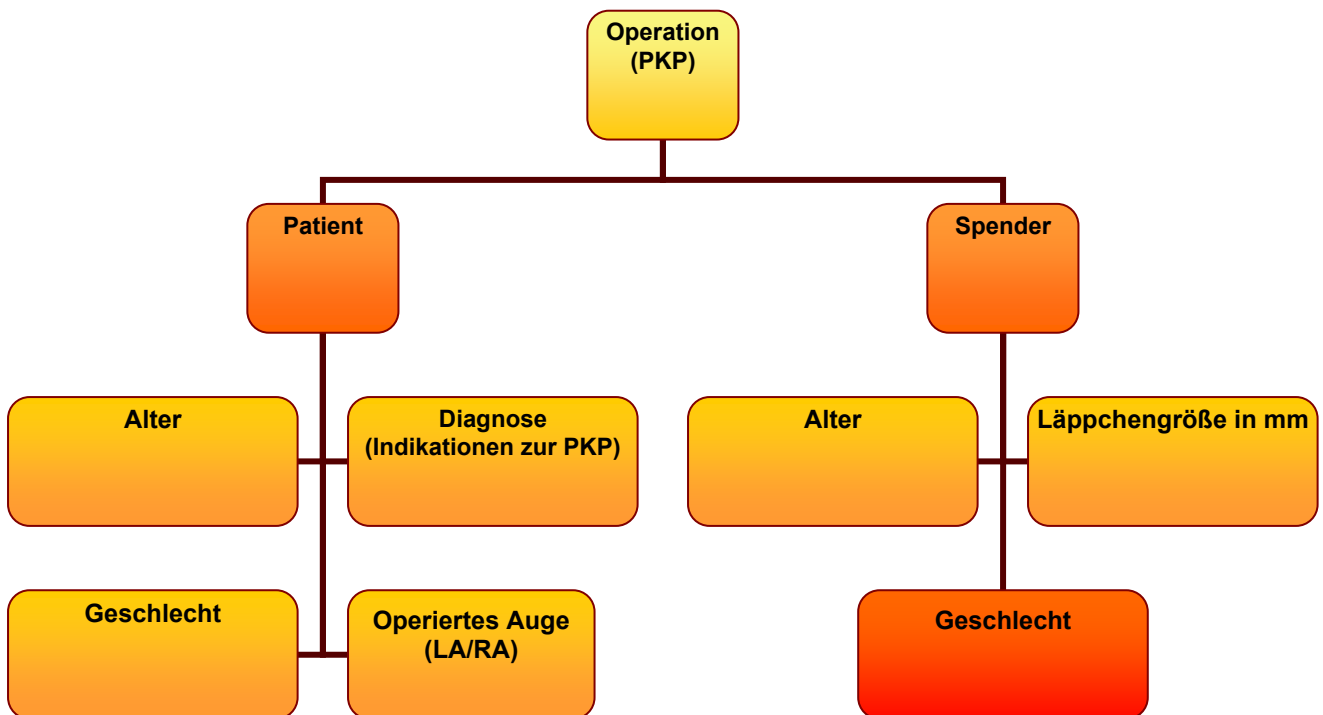 Operation
(PKP)
Patient
Spender
Alter
Diagnose
(Indikationen zur PKP)
Alter
Läppchengröße in mm
Geschlecht
Operiertes Auge
(LA/RA)
Geschlecht